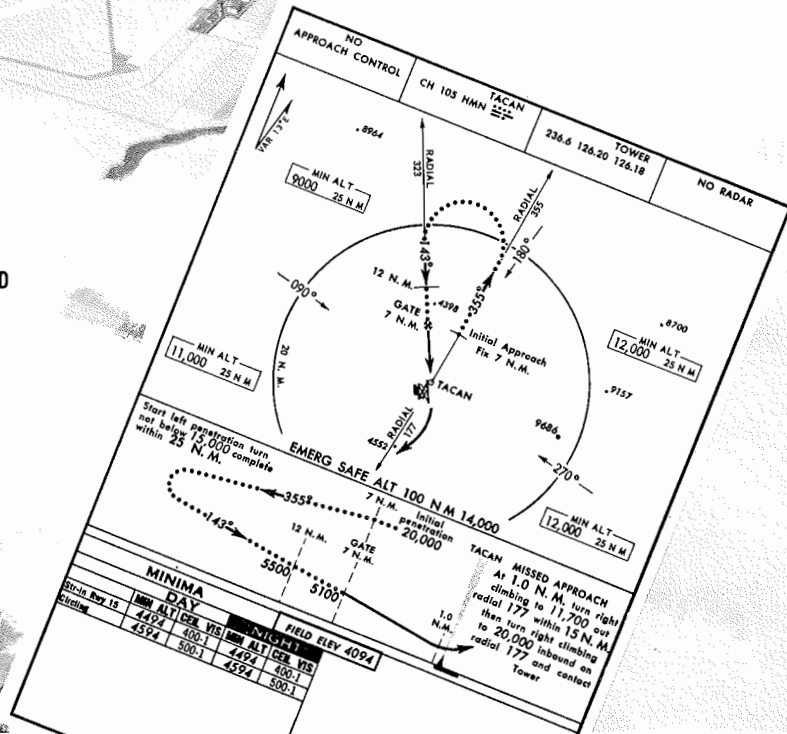 D
NO
APPROACH CONTROL
TACAN
CH 105 HMN
TOWER
236.6 126.20 126.18
NO RADAR
VAR 13°E
8964
MIN ALT
9000 25 N M
RADIAL
323
RADIAL
355
143°
180°
12 N. M.
4398
355°
GATE
7 N. M.
090°
Initial Approach
Fix 7 N. M.
8700
MIN ALT
12,000 25 N M
MIN ALT
11,000 25 N M
20 N. M.
TACAN
9157
9686
RADIAL
177
4552
270°
EMERG SAFE ALT 100 N M 14,000
MIN ALT
12,000 25 N M
Start left penetration turn
not below 15,000 complete
within 25 N. M.
355°
7 N. M. Initial
penetration
20,000
143°
12 N. M.
GATE
7 N. M.
5500
5100
TACAN
1.0
N.M.
MISSED APPROACH
At 1.0 N. M. turn right
climbing to 11,700 out
radial 177 within 15 N. M.
then turn right climbing
to 20,000 inbound on
radial 177 and contact
Tower
MINIMA
DAY NIGHT
MIN ALT CEIL VIS MIN ALT CEIL VIS
Str-in Rwy 15 4494 400-1 4494 400-1
Circling 4594 500-1 4594 500-1
FIELD ELEV 4094